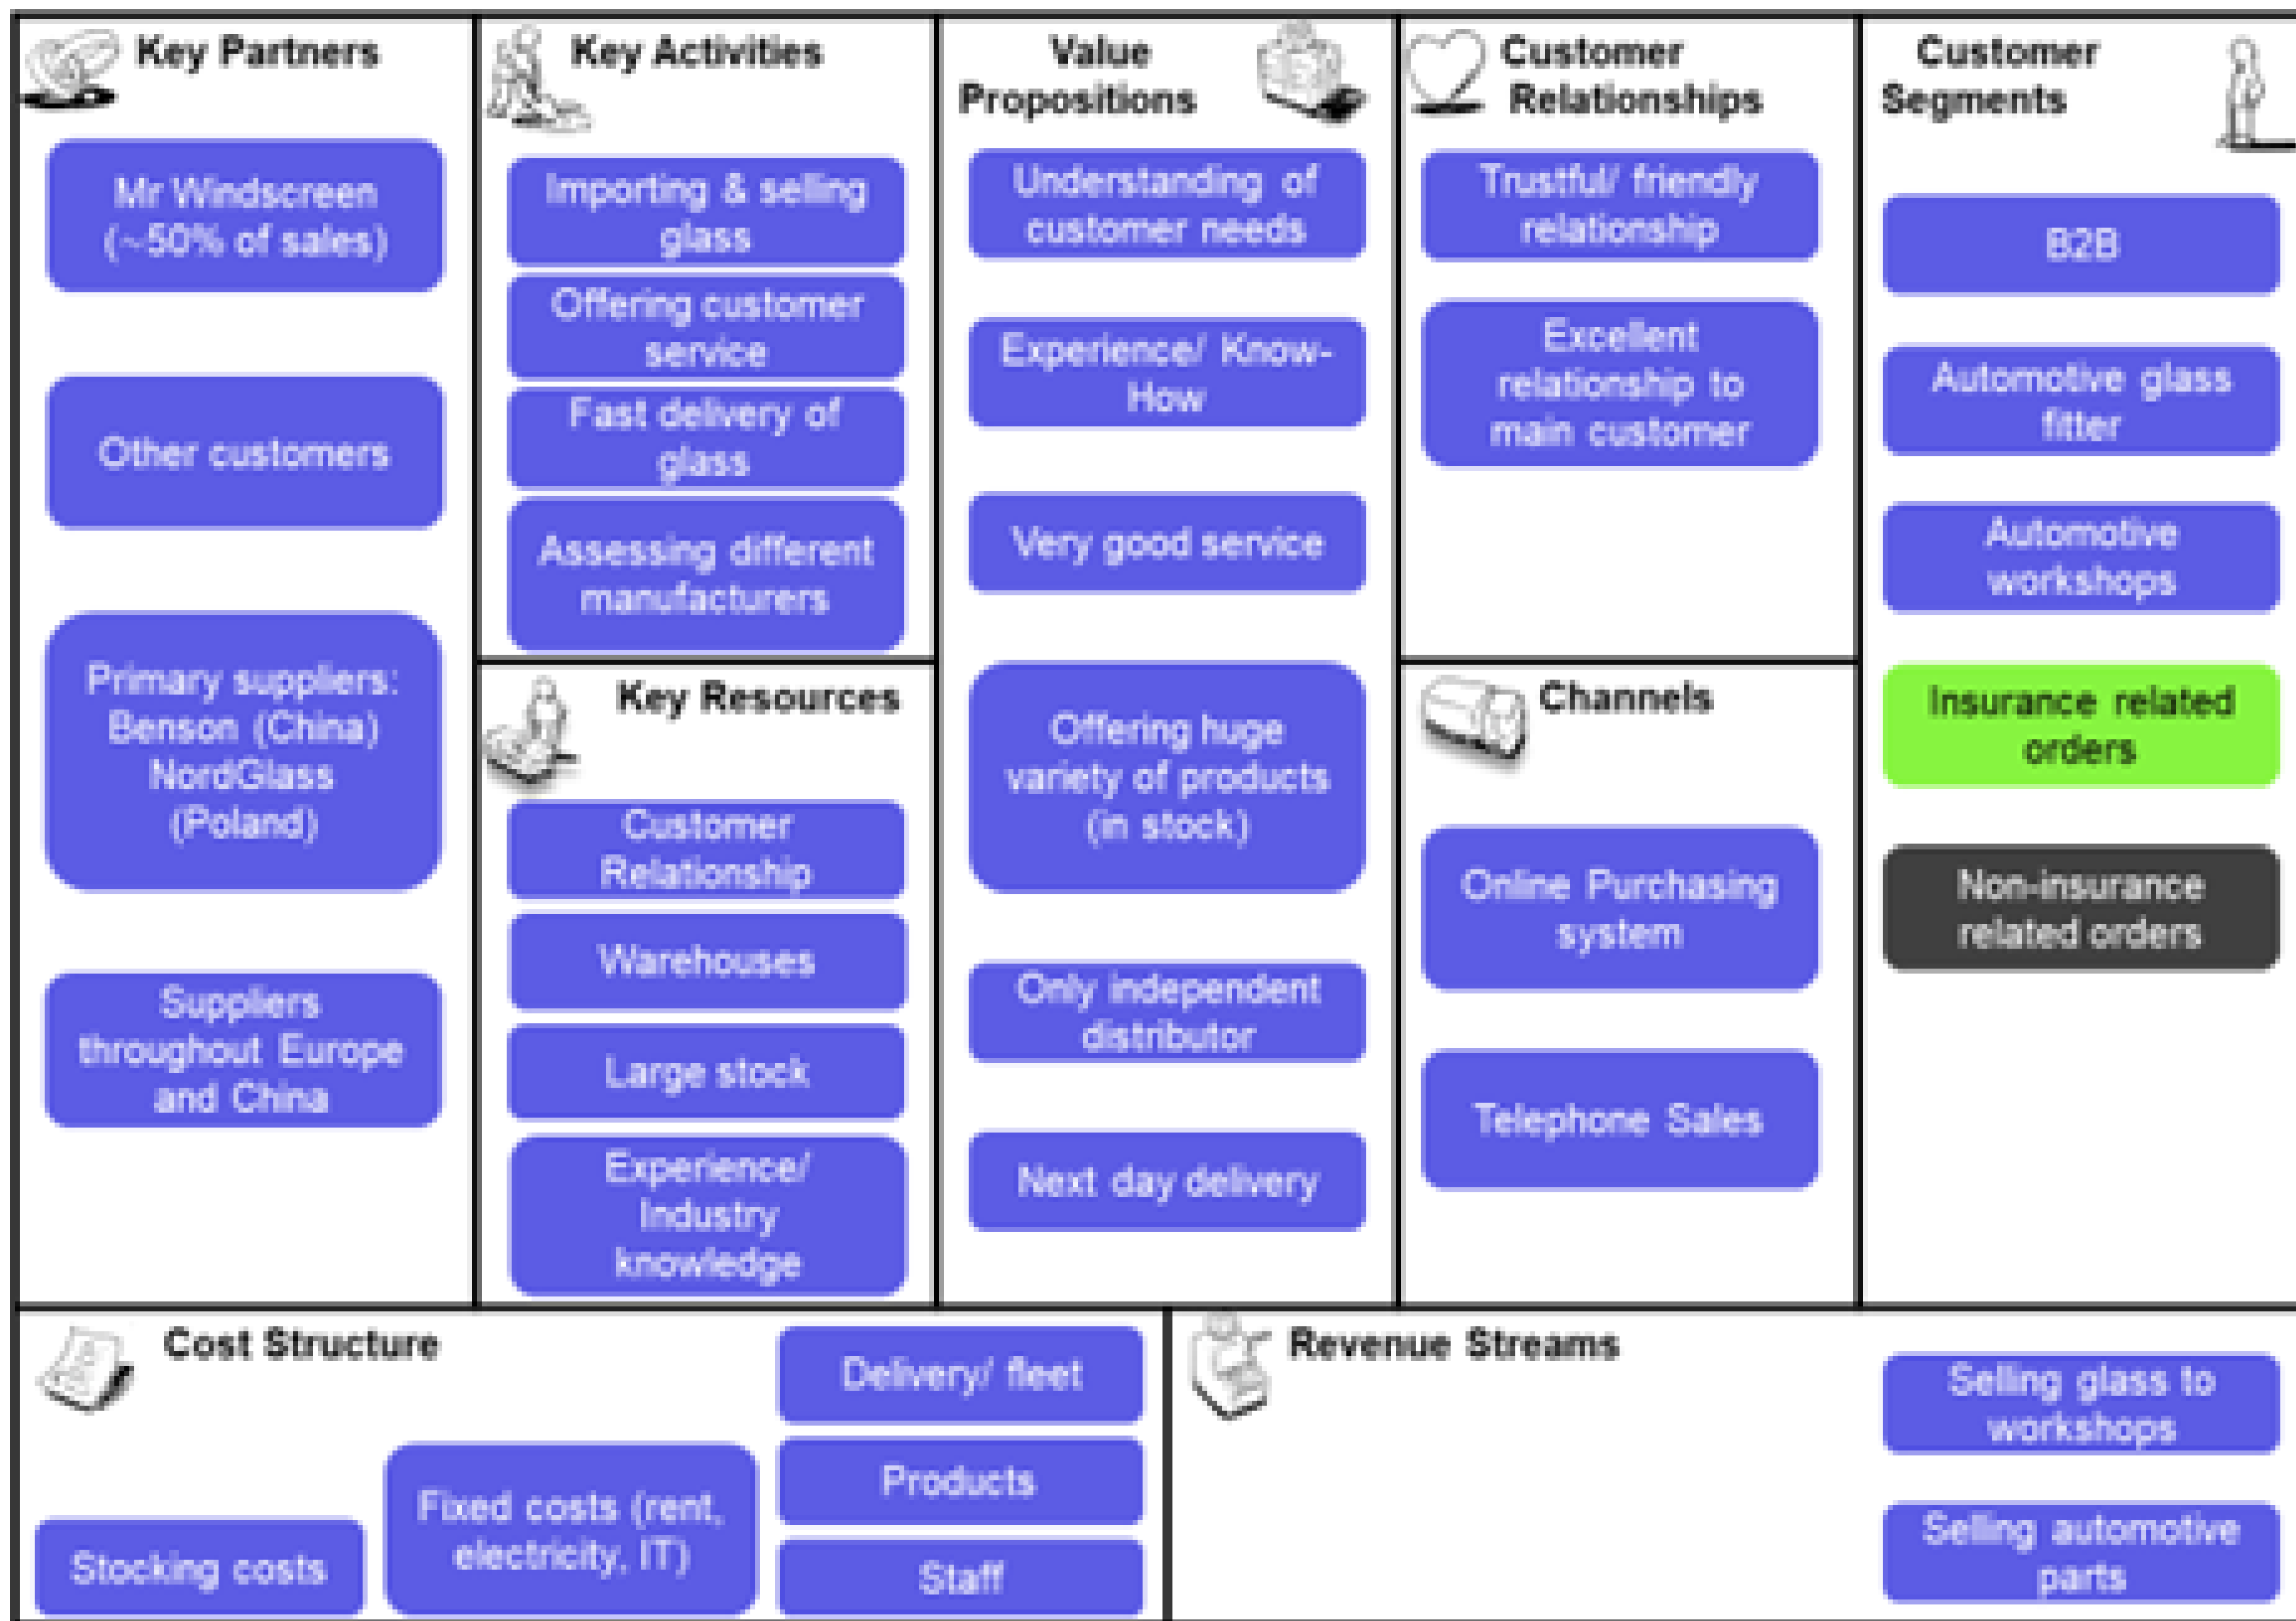 Key Partners
Mr Windscreen
(~50% of sales)
Other customers
Primary suppliers:
Benson (China)
NordGlass
(Poland)
Suppliers
throughout Europe
and China
Key Activities
Importing & selling
glass
Offering customer
service
Fast delivery of
glass
Assessing different
manufacturers
Key Resources
Customer
Relationship
Warehouses
Large stock
Experience/
Industry
knowledge
Value
Propositions
Understanding of
customer needs
Experience/ Know-
How
Very good service
Offering huge
variety of products
(in stock)
Only independent
distributor
Next day delivery
Customer
Relationships
Trustful/ friendly
relationship
Excellent
relationship to
main customer
Channels
Online Purchasing
system
Telephone Sales
Customer
Segments
B2B
Automotive glass
fitter
Automotive
workshops
Insurance related
orders
Non-insurance
related orders
Cost Structure
Stocking costs
Fixed costs (rent,
electricity, IT)
Delivery/ fleet
Products
Staff
Revenue Streams
Selling glass to
workshops
Selling automotive
parts